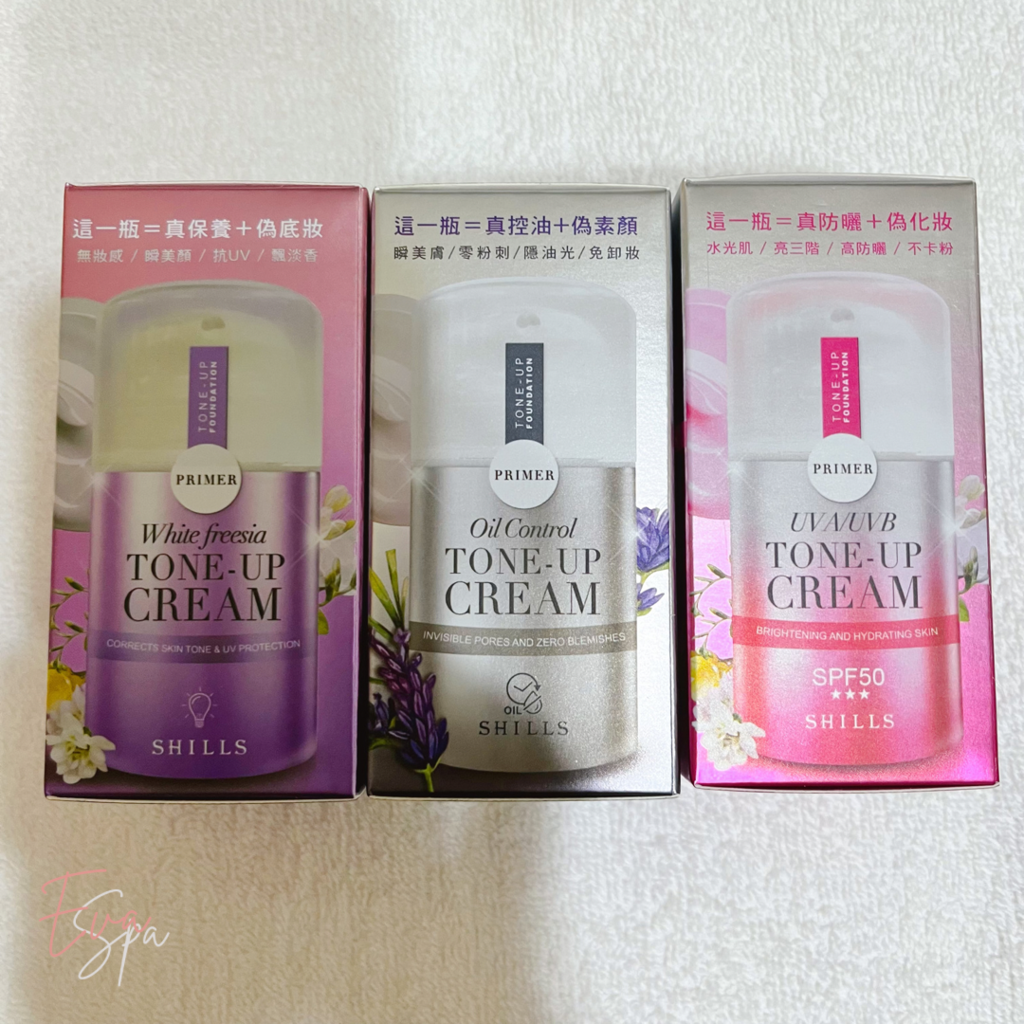 這一瓶=真保養+偽底妝
無妝感 / 瞬美顏 / 抗UV / 飄淡香
TONE-UP
FOUNDATION
PRIMER
White freesia
TONE-UP
CREAM
CORRECTS SKIN TONE & UV PROTECTION
SHILLS
這一瓶=真控油+偽素顏
瞬美膚/零粉刺/隱油光/免卸妝
TONE-UP
FOUNDATION
PRIMER
Oil Control
TONE-UP
CREAM
INVISIBLE PORES AND ZERO BLEMISHES
OIL
SHILLS
這一瓶=真防曬+偽化妝
水光肌 / 亮三階 / 高防曬 / 不卡粉
TONE-UP
FOUNDATION
PRIMER
UVA/UVB
TONE-UP
CREAM
BRIGHTENING AND HYDRATING SKIN
SPF50
★★★
SHILLS
Spa